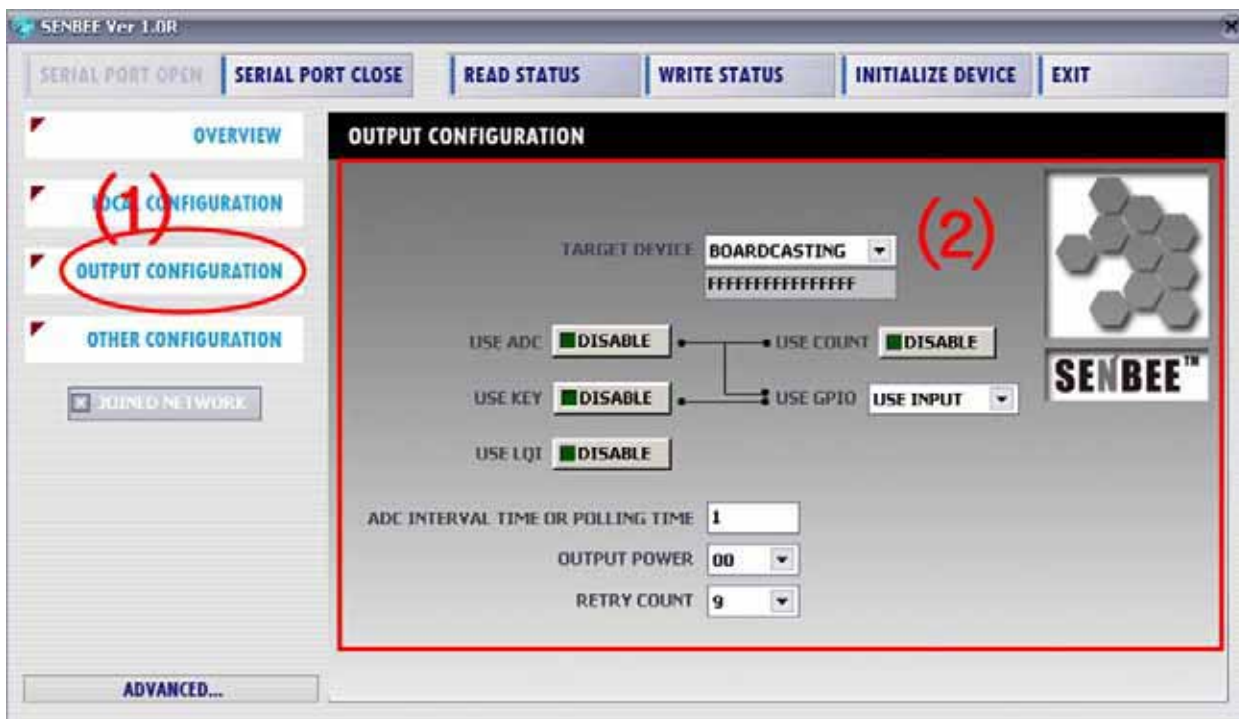 SENBEE Ver 1.0R
SERIAL PORT OPEN SERIAL PORT CLOSE READ STATUS WRITE STATUS INITIALIZE DEVICE EXIT
OVERVIEW
LOCAL CONFIGURATION
OUTPUT CONFIGURATION
OTHER CONFIGURATION
JOINED NETWORK
ADVANCED...
(1)
OUTPUT CONFIGURATION
(2)
TARGET DEVICE BOARDCASTING
FFFFFFFFFFFFFFFF
USE ADC DISABLE USE COUNT DISABLE
USE KEY DISABLE USE GPIO USE INPUT
USE LQI DISABLE
ADC INTERVAL TIME OR POLLING TIME 1
OUTPUT POWER 00
RETRY COUNT 9
SENBEE™